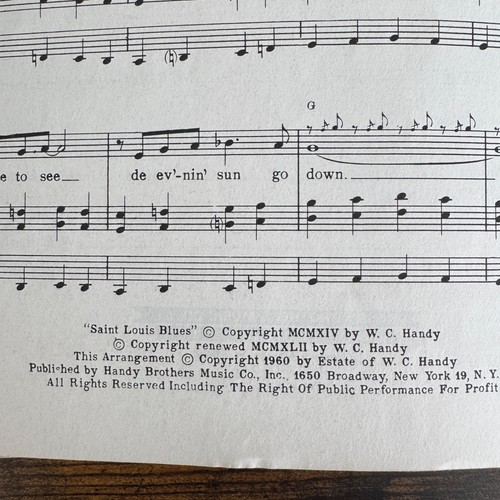 G
e to see
de ev'-nin' sun go down.
"Saint Louis Blues" © Copyright MCMXIV by W. C. Handy
© Copyright renewed MCMXLII by W. C. Handy
This Arrangement © Copyright 1960 by Estate of W. C. Handy
Published by Handy Brothers Music Co., Inc., 1650 Broadway, New York 19, N. Y.
All Rights Reserved Including The Right Of Public Performance For Profit